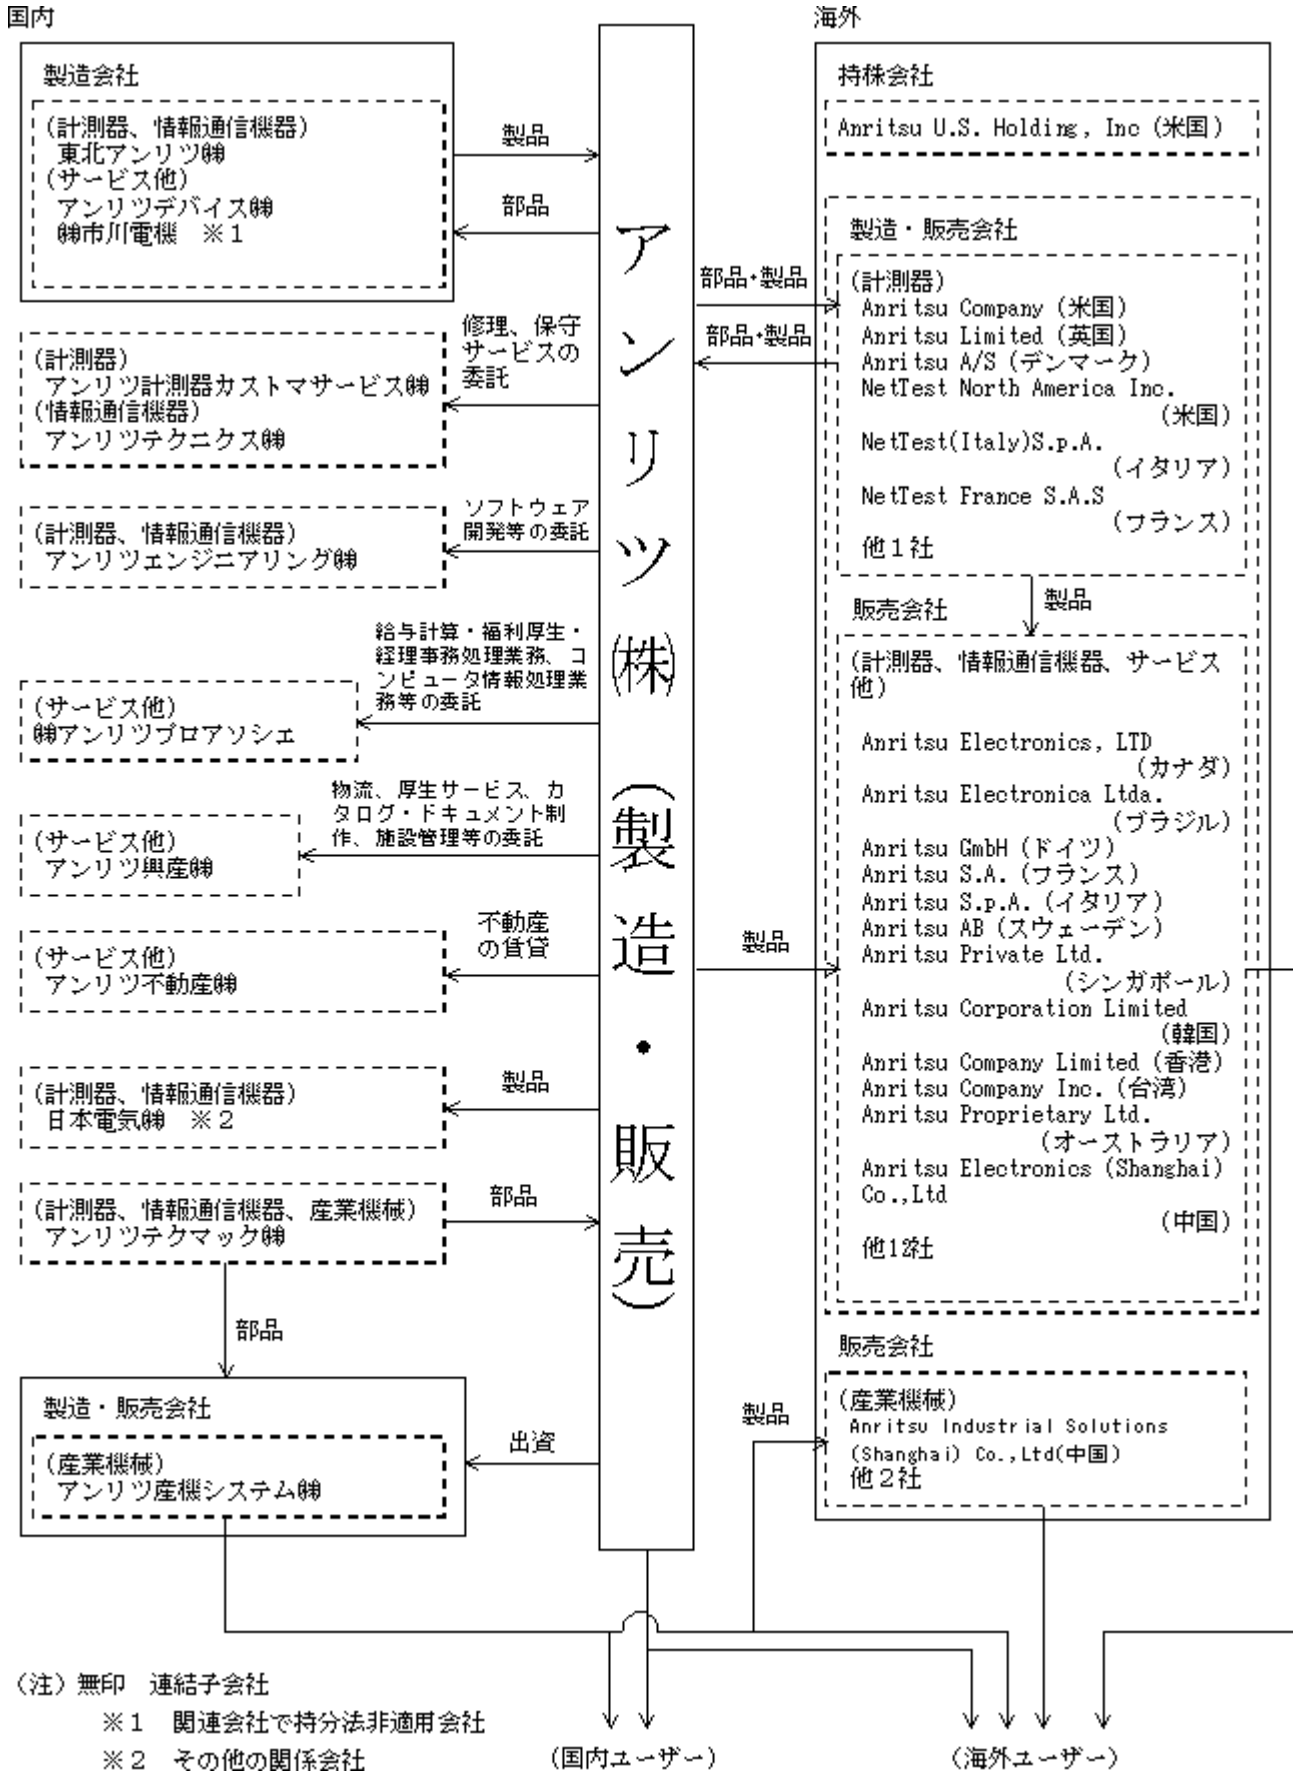 国内
製造会社
(計測器、情報通信機器)
東北アンリツ㈱
(サービス他)
アンリツデバイス㈱
㈱市川電機 ※1
製品
部品
(計測器)
アンリツ計測器カストマサービス㈱
(情報通信機器)
アンリツテクニクス㈱
修理、保守
サービスの
委託
(計測器、情報通信機器)
アンリツエンジニアリング㈱
ソフトウェア
開発等の委託
(サービス他)
㈱アンリツプロアソシエ
給与計算・福利厚生・
経理事務処理業務、コ
ンピュータ情報処理業
務等の委託
(サービス他)
アンリツ興産㈱
物流、厚生サービス、カ
タログ・ドキュメント制
作、施設管理等の委託
(サービス他)
アンリツ不動産㈱
不動産
の賃貸
(計測器、情報通信機器)
日本電気㈱ ※2
製品
(計測器、情報通信機器、産業機械)
アンリツテクマック㈱
部品
部品
製造・販売会社
(産業機械)
アンリツ産機システム㈱
出資
アンリツ(株)(製造・販売)
部品・製品
部品・製品
製品
製品
海外
持株会社
Anritsu U.S. Holding, Inc (米国)
製造・販売会社
(計測器)
Anritsu Company (米国)
Anritsu Limited (英国)
Anritsu A/S (デンマーク)
NetTest North America Inc.
(米国)
NetTest(Italy)S.p.A.
(イタリア)
NetTest France S.A.S
(フランス)
他1社
製品
販売会社
(計測器、情報通信機器、サービス
他)
Anritsu Electronics, LTD
(カナダ)
Anritsu Electronica Ltda.
(ブラジル)
Anritsu GmbH (ドイツ)
Anritsu S.A. (フランス)
Anritsu S.p.A. (イタリア)
Anritsu AB (スウェーデン)
Anritsu Private Ltd.
(シンガポール)
Anritsu Corporation Limited
(韓国)
Anritsu Company Limited (香港)
Anritsu Company Inc. (台湾)
Anritsu Proprietary Ltd.
(オーストラリア)
Anritsu Electronics (Shanghai)
Co.,Ltd
(中国)
他12社
販売会社
(産業機械)
Anritsu Industrial Solutions
(Shanghai) Co.,Ltd(中国)
他2社
(注) 無印 連結子会社
※1 関連会社で持分法非適用会社
※2 その他の関係会社
(国内ユーザー)
(海外ユーザー)